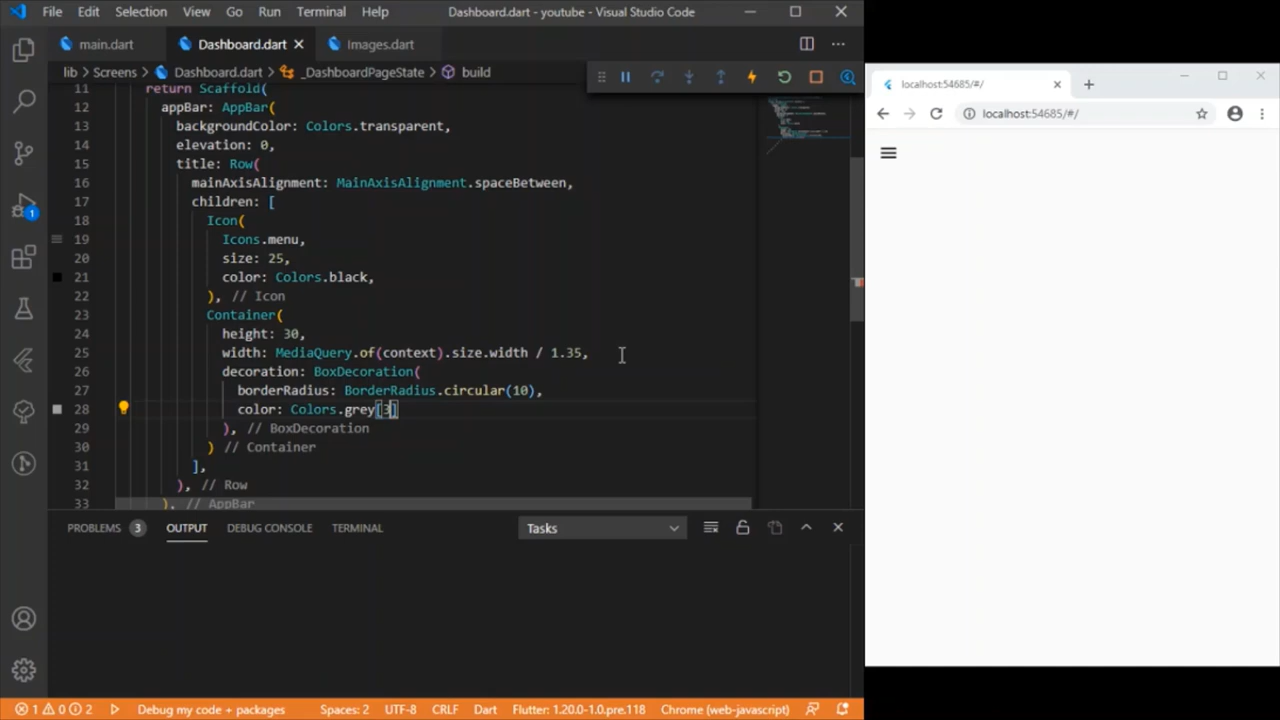 File Edit Selection View Go Run Terminal Help Dashboard.dart - youtube - Visual Studio Code
main.dart Dashboard.dart Images.dart
lib > Screens > Dashboard.dart > _DashboardPageState > build
11 return Scaffold(
12 appBar: AppBar(
13 backgroundColor: Colors.transparent,
14 elevation: 0,
15 title: Row(
16 mainAxisAlignment: MainAxisAlignment.spaceBetween,
17 children: [
18 Icon(
19 Icons.menu,
20 size: 25,
21 color: Colors.black,
22 ), // Icon
23 Container(
24 height: 30,
25 width: MediaQuery.of(context).size.width / 1.35,
26 decoration: BoxDecoration(
27 borderRadius: BorderRadius.circular(10),
28 color: Colors.grey[3]
29 ), // BoxDecoration
30 ) // Container
31 ],
32 ), // Row
33 ), // AppBar
1
PROBLEMS 3 OUTPUT DEBUG CONSOLE TERMINAL Tasks
1 0 2 Debug my code + packages Spaces: 2 UTF-8 CRLF Dart Flutter: 1.20.0-1.0.pre.118 Chrome (web-javascript)
localhost:54685/#/
localhost:54685/#/